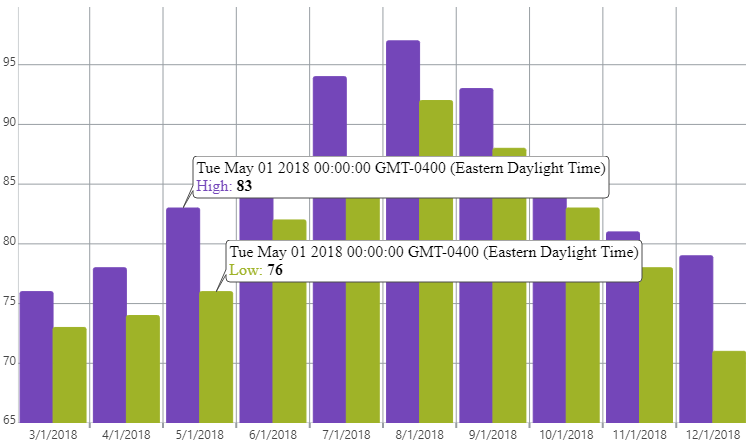 95
90
85
80
75
70
65
Tue May 01 2018 00:00:00 GMT-0400 (Eastern Daylight Time)
High: 83
Tue May 01 2018 00:00:00 GMT-0400 (Eastern Daylight Time)
Low: 76
3/1/2018 4/1/2018 5/1/2018 6/1/2018 7/1/2018 8/1/2018 9/1/2018 10/1/2018 11/1/2018 12/1/2018